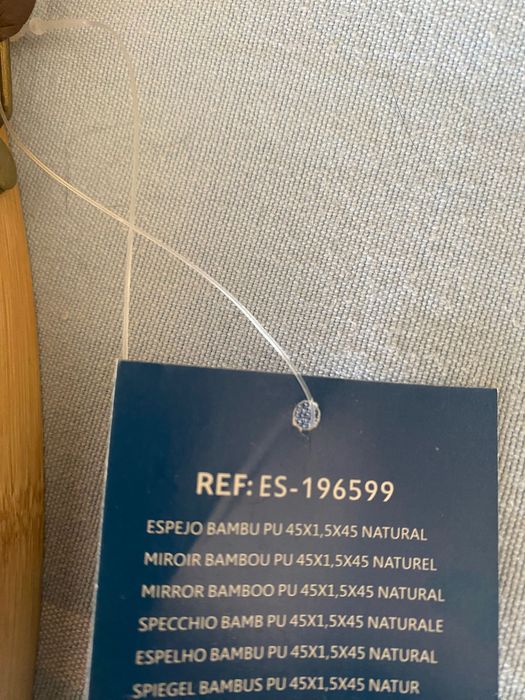 REF: ES-196599
ESPEJO BAMBU PU 45X1,5X45 NATURAL
MIROIR BAMBOU PU 45X1,5X45 NATUREL
MIRROR BAMBOO PU 45X1,5X45 NATURAL
SPECCHIO BAMB PU 45X1,5X45 NATURALE
ESPELHO BAMBU PU 45X1,5X45 NATURAL
SPIEGEL BAMBUS PU 45X1,5X45 NATUR